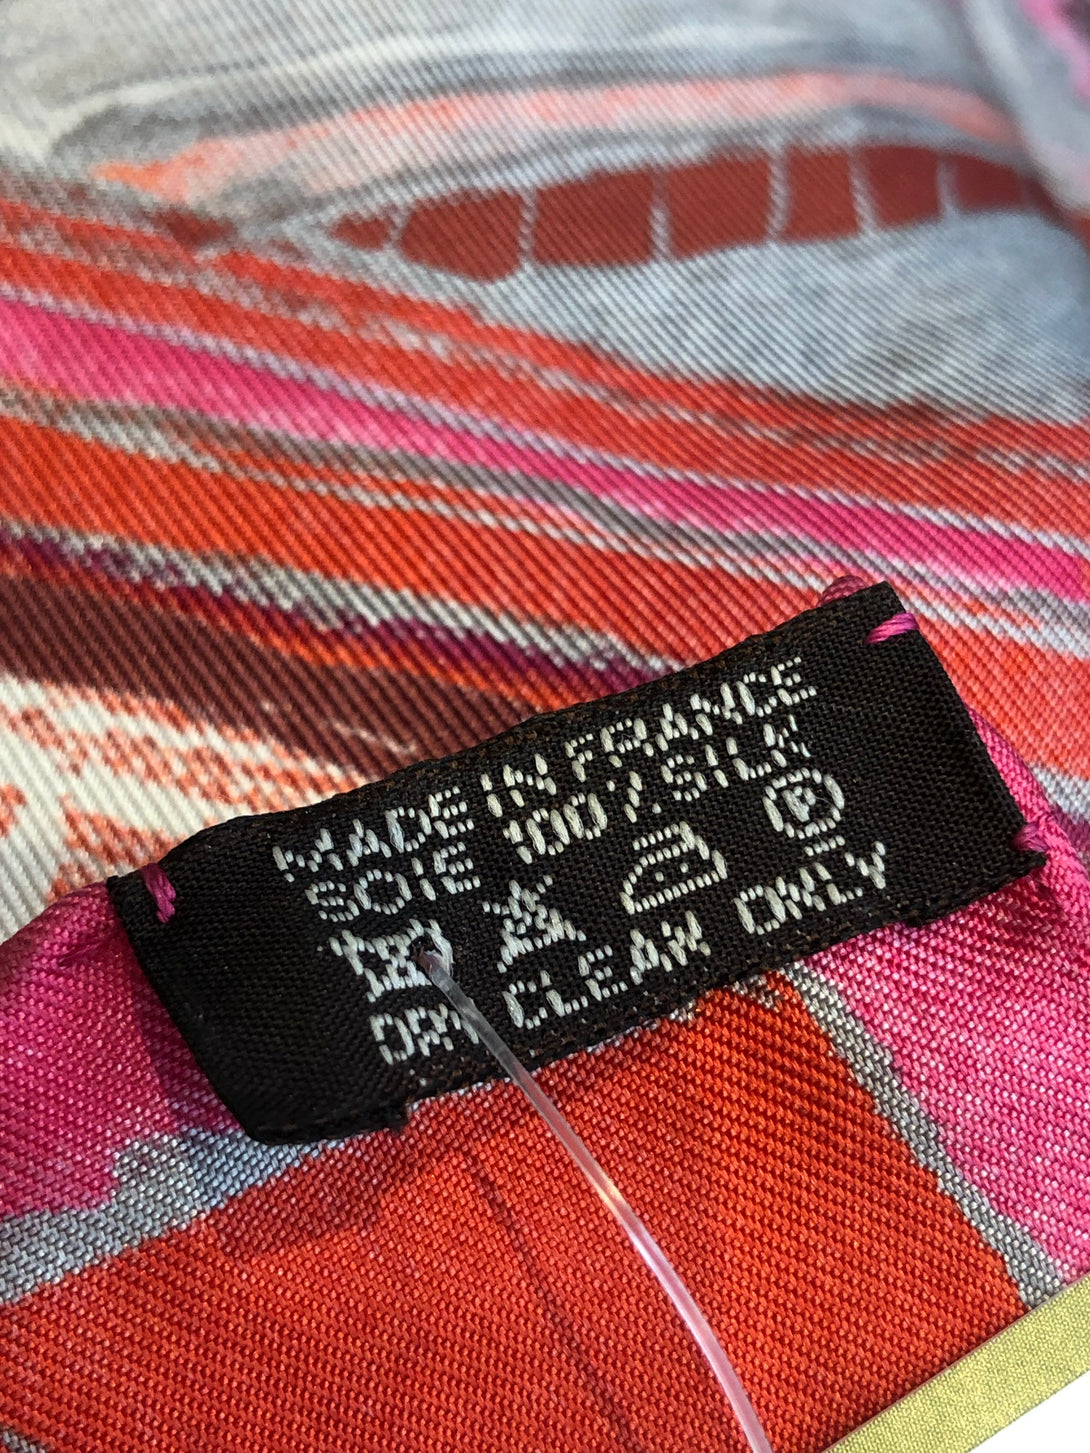 MADE IN FRANCE
SOIE 100% SILK
P
DRY CLEAN ONLY